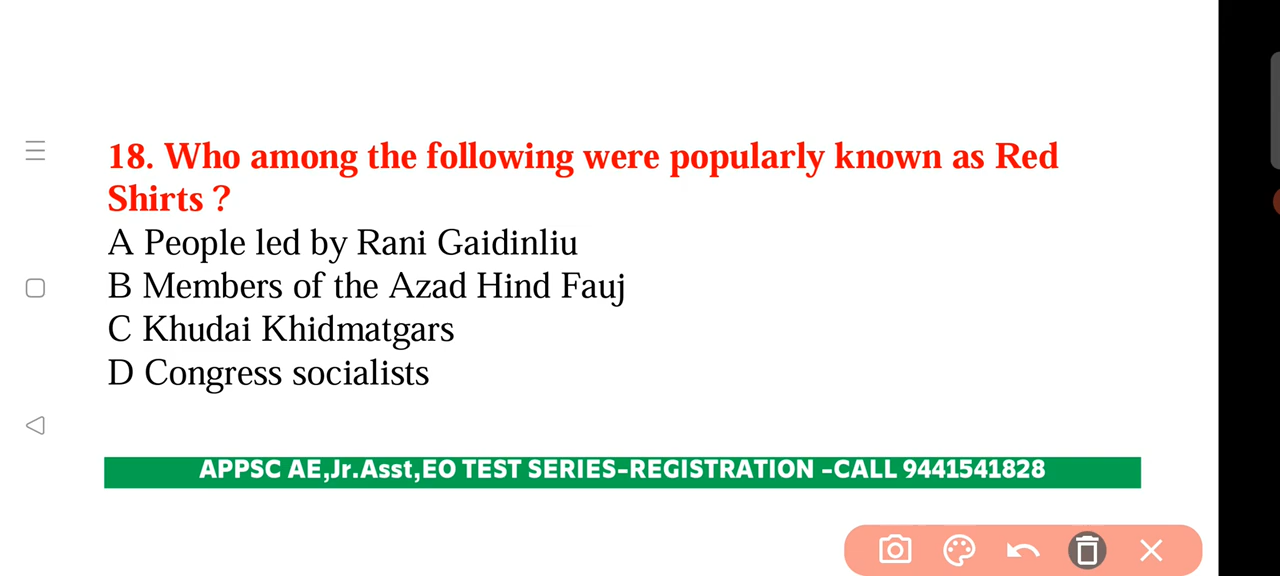 18. Who among the following were popularly known as Red
Shirts ?
A People led by Rani Gaidinliu
B Members of the Azad Hind Fauj
C Khudai Khidmatgars
D Congress socialists
APPSC AE,Jr.Asst,EO TEST SERIES-REGISTRATION -CALL 9441541828